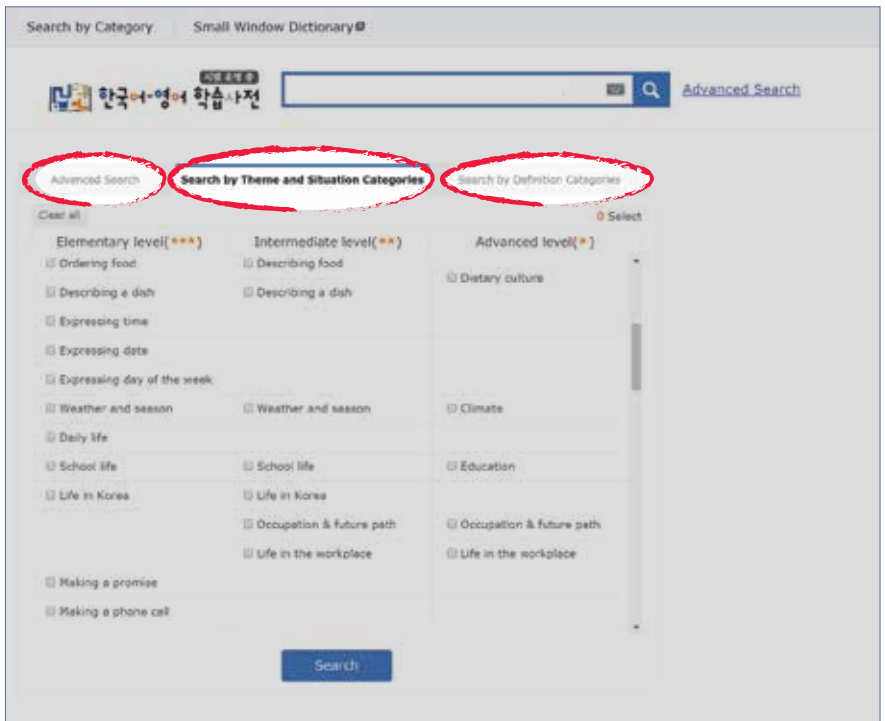 Search by Category Small Window Dictionary
한국어-영어 학습사전 Advanced Search
Advanced Search Search by Theme and Situation Categories Search by Definition Categories
Clear all 0 Select
Elementary level(***) Intermediate level(**) Advanced level(*)
Ordering food Describing food
Dietary culture
Describing a dish Describing a dish
Expressing time
Expressing date
Expressing day of the week
Weather and season Weather and season Climate
Daily life
School life School life Education
Life in Korea Life in Korea
Occupation & future path Occupation & future path
Life in the workplace Life in the workplace
Making a promise
Making a phone call
Search